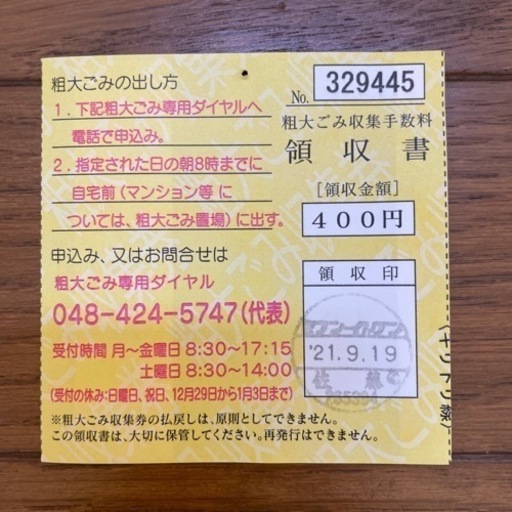 粗大ごみの出し方
1．下記粗大ごみ専用ダイヤルへ
電話で申込み。
2．指定された日の朝8時までに
自宅前（マンション等に
ついては、粗大ごみ置場）に出す。
申込み、又はお問合せは
粗大ごみ専用ダイヤル
048-424-5747（代表）
受付時間 月～金曜日 8:30～17:15
土曜日 8:30～14:00
（受付の休み:日曜日、祝日、12月29日から1月3日まで）
※粗大ごみ収集券の払戻しは、原則としてできません。
この領収書は、大切に保管してください。再発行はできません。
No. 329445
粗大ごみ収集手数料
領収書
［領収金額］
400円
領収印
'21.9.19
佐藤
〈キリトリ線〉